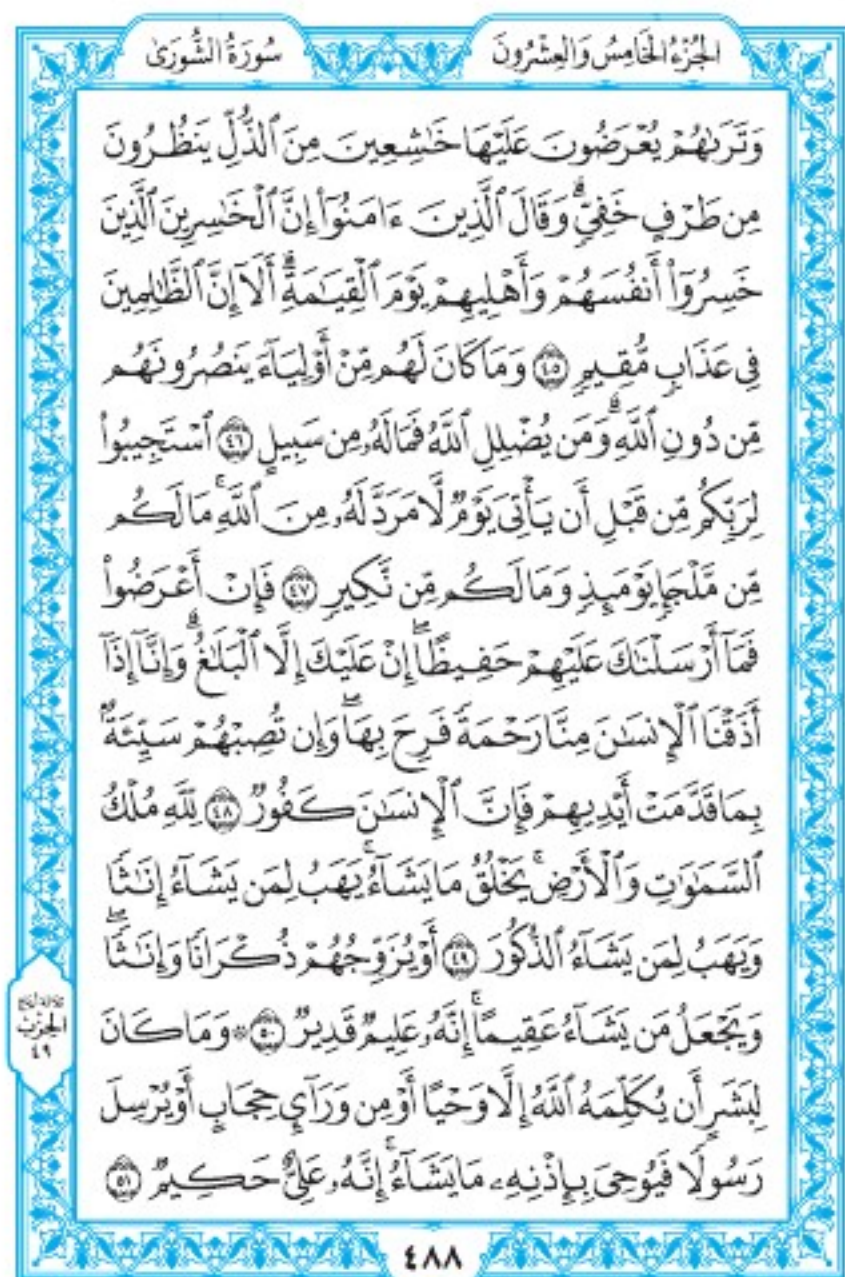 الجُزْءُ الخَامِسُ وَالعِشْرُونَ
سُورَةُ الشُّورَىٰ
وَتَرَىٰهُمْ يُعْرَضُونَ عَلَيْهَا خَٰشِعِينَ مِنَ ٱلذُّلِّ يَنظُرُونَ
مِن طَرْفٍ خَفِىٍّ ۗ وَقَالَ ٱلَّذِينَ ءَامَنُوٓا۟ إِنَّ ٱلْخَٰسِرِينَ ٱلَّذِينَ
خَسِرُوٓا۟ أَنفُسَهُمْ وَأَهْلِيهِمْ يَوْمَ ٱلْقِيَٰمَةِ ۗ أَلَآ إِنَّ ٱلظَّٰلِمِينَ
فِى عَذَابٍ مُّقِيمٍ ٤٥ وَمَا كَانَ لَهُم مِّنْ أَوْلِيَآءَ يَنصُرُونَهُم
مِّن دُونِ ٱللَّهِ ۗ وَمَن يُضْلِلِ ٱللَّهُ فَمَا لَهُۥ مِن سَبِيلٍ ٤٦ ٱسْتَجِيبُوا۟
لِرَبِّكُم مِّن قَبْلِ أَن يَأْتِىَ يَوْمٌ لَّا مَرَدَّ لَهُۥ مِنَ ٱللَّهِ ۚ مَا لَكُم
مِّن مَّلْجَإٍ يَوْمَئِذٍ وَمَا لَكُم مِّن نَّكِيرٍ ٤٧ فَإِنْ أَعْرَضُوا۟
فَمَآ أَرْسَلْنَٰكَ عَلَيْهِمْ حَفِيظًا ۖ إِنْ عَلَيْكَ إِلَّا ٱلْبَلَٰغُ ۗ وَإِنَّآ إِذَآ
أَذَقْنَا ٱلْإِنسَٰنَ مِنَّا رَحْمَةً فَرِحَ بِهَا ۖ وَإِن تُصِبْهُمْ سَيِّئَةٌۢ
بِمَا قَدَّمَتْ أَيْدِيهِمْ فَإِنَّ ٱلْإِنسَٰنَ كَفُورٌ ٤٨ لِّلَّهِ مُلْكُ
ٱلسَّمَٰوَٰتِ وَٱلْأَرْضِ ۚ يَخْلُقُ مَا يَشَآءُ ۚ يَهَبُ لِمَن يَشَآءُ إِنَٰثًا
وَيَهَبُ لِمَن يَشَآءُ ٱلذُّكُورَ ٤٩ أَوْ يُزَوِّجُهُمْ ذُكْرَانًا وَإِنَٰثًا ۖ
وَيَجْعَلُ مَن يَشَآءُ عَقِيمًا ۚ إِنَّهُۥ عَلِيمٌ قَدِيرٌ ٥٠ ۞ وَمَا كَانَ
لِبَشَرٍ أَن يُكَلِّمَهُ ٱللَّهُ إِلَّا وَحْيًا أَوْ مِن وَرَآئِ حِجَابٍ أَوْ يُرْسِلَ
رَسُولًا فَيُوحِىَ بِإِذْنِهِۦ مَا يَشَآءُ ۚ إِنَّهُۥ عَلِىٌّ حَكِيمٌ ٥١
الحِزْبُ
٤٩
٤٨٨